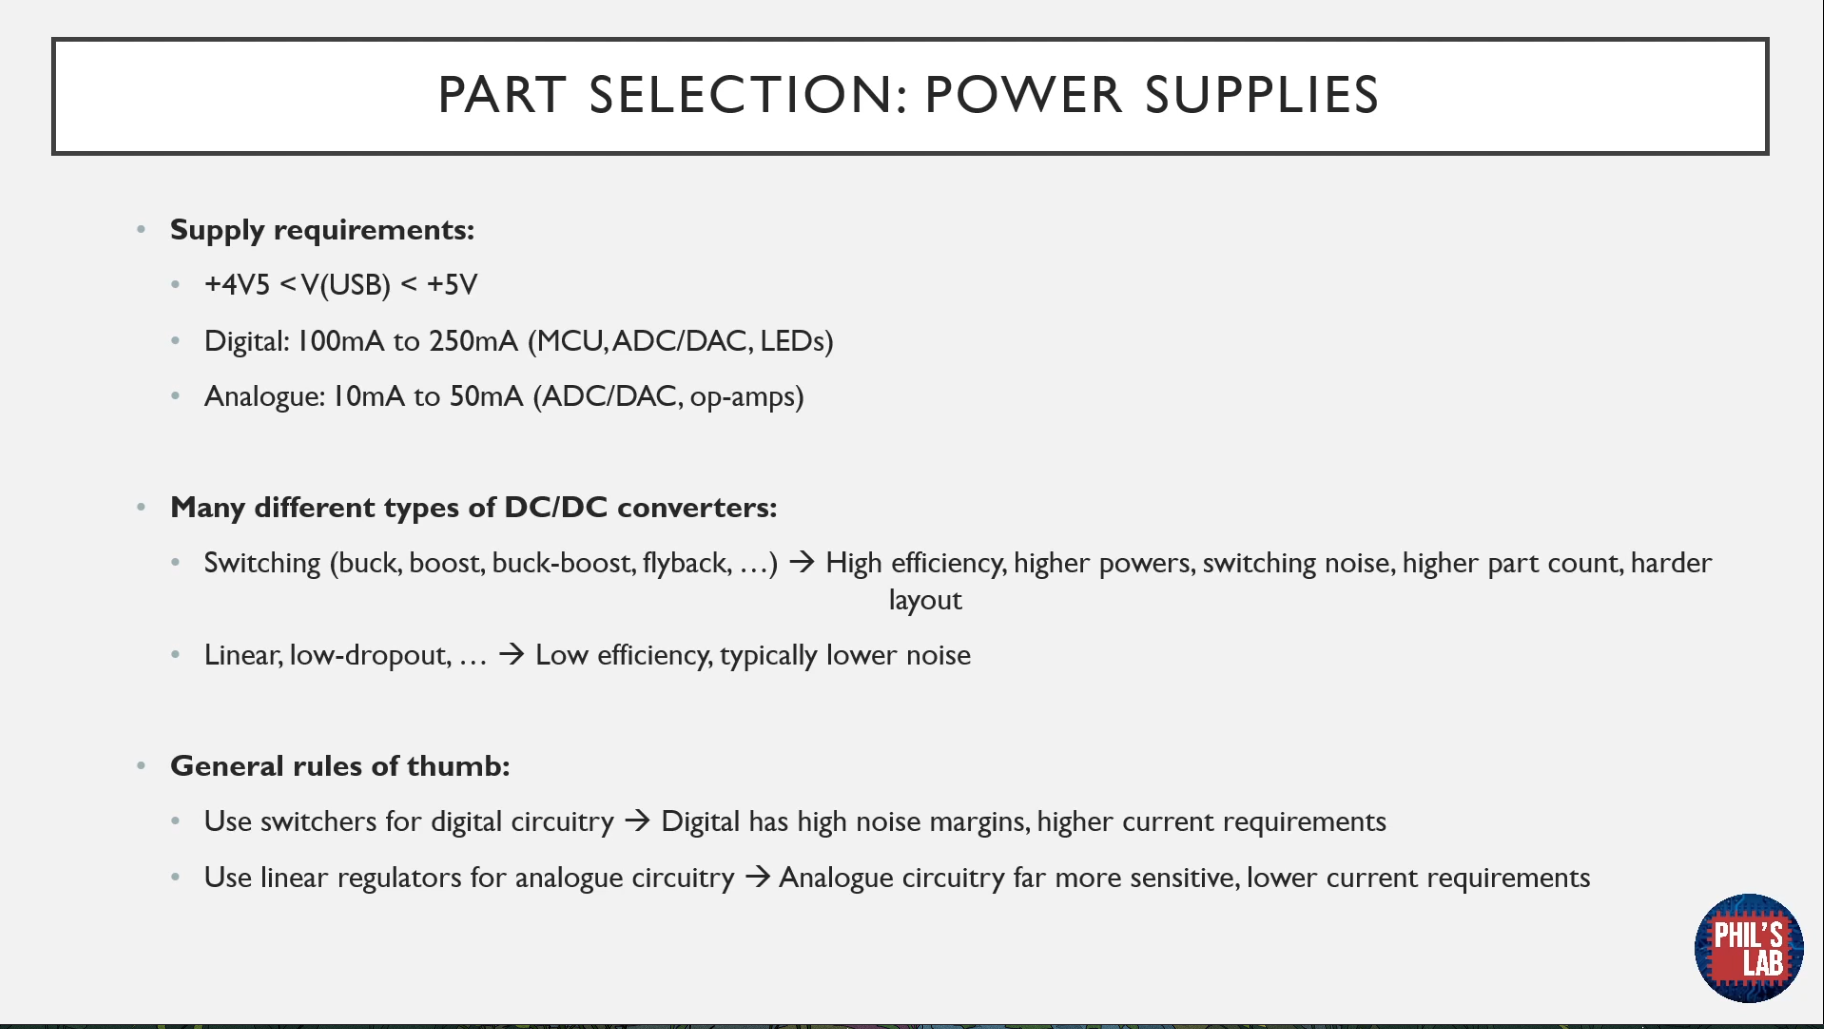 PART SELECTION: POWER SUPPLIES
• Supply requirements:
• +4V5 < V(USB) < +5V
• Digital: 100mA to 250mA (MCU, ADC/DAC, LEDs)
• Analogue: 10mA to 50mA (ADC/DAC, op-amps)
• Many different types of DC/DC converters:
• Switching (buck, boost, buck-boost, flyback, …) → High efficiency, higher powers, switching noise, higher part count, harder
layout
• Linear, low-dropout, … → Low efficiency, typically lower noise
• General rules of thumb:
• Use switchers for digital circuitry → Digital has high noise margins, higher current requirements
• Use linear regulators for analogue circuitry → Analogue circuitry far more sensitive, lower current requirements
PHIL'S
LAB